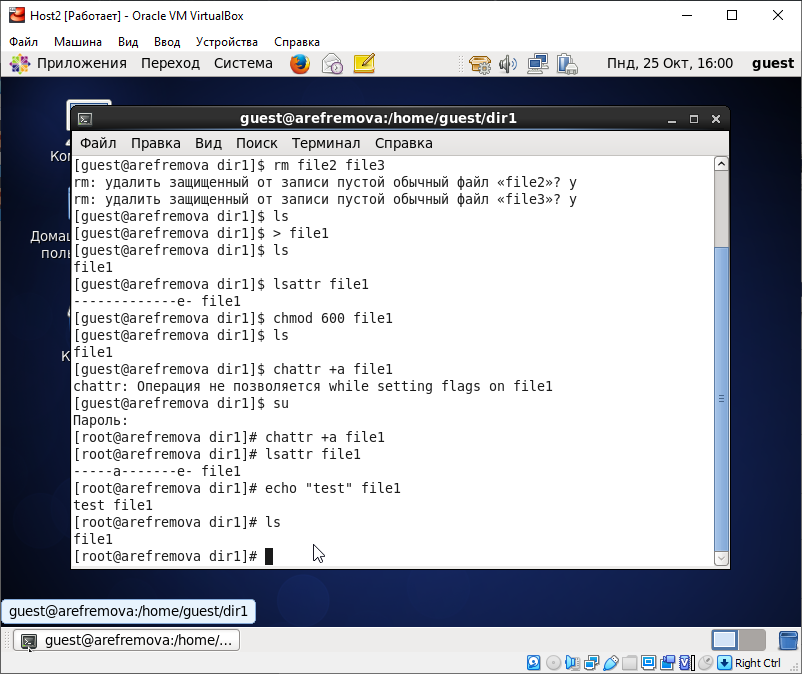 Host2 [Работает] - Oracle VM VirtualBox
Файл Машина Вид Ввод Устройства Справка
Приложения Переход Система Пнд, 25 Окт, 16:00 guest
guest@arefremova:/home/guest/dir1
Файл Правка Вид Поиск Терминал Справка
[guest@arefremova dir1]$ rm file2 file3
rm: удалить защищенный от записи пустой обычный файл «file2»? y
rm: удалить защищенный от записи пустой обычный файл «file3»? y
[guest@arefremova dir1]$ ls
[guest@arefremova dir1]$ > file1
[guest@arefremova dir1]$ ls
file1
[guest@arefremova dir1]$ lsattr file1
-------------e- file1
[guest@arefremova dir1]$ chmod 600 file1
[guest@arefremova dir1]$ ls
file1
[guest@arefremova dir1]$ chattr +a file1
chattr: Операция не позволяется while setting flags on file1
[guest@arefremova dir1]$ su
Пароль:
[root@arefremova dir1]# chattr +a file1
[root@arefremova dir1]# lsattr file1
-----a-------e- file1
[root@arefremova dir1]# echo "test" file1
test file1
[root@arefremova dir1]# ls
file1
[root@arefremova dir1]#
guest@arefremova:/home/guest/dir1
guest@arefremova:/home/...
Right Ctrl